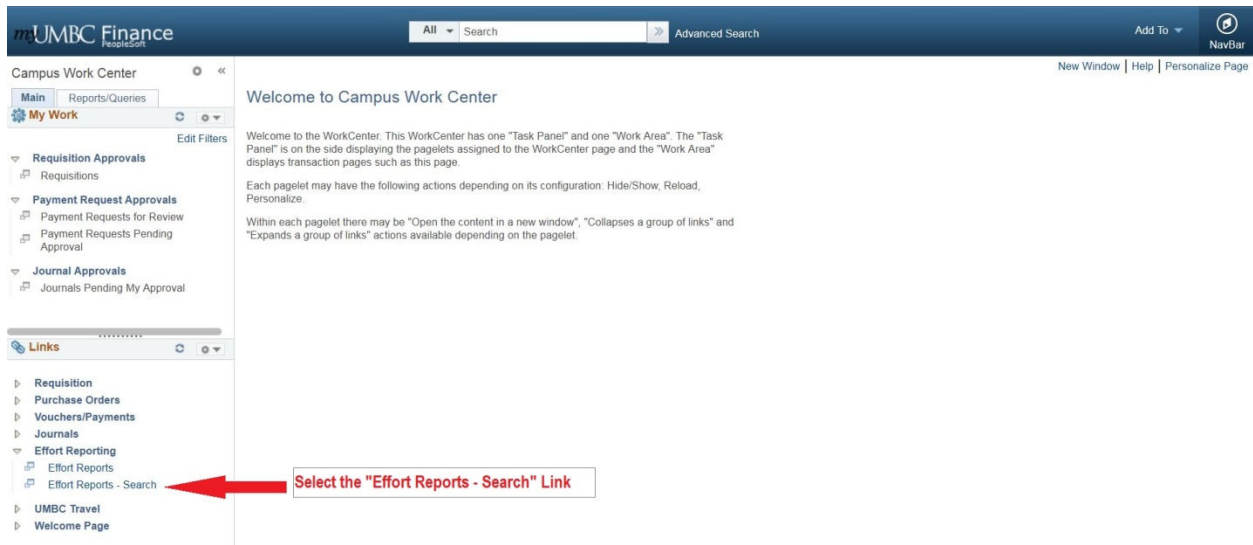 myUMBC Finance
PeopleSoft
All
Search
Advanced Search
Add To
NavBar
New Window | Help | Personalize Page
Campus Work Center
Main
Reports/Queries
My Work
Edit Filters
Requisition Approvals
Requisitions
Payment Request Approvals
Payment Requests for Review
Payment Requests Pending
Approval
Journal Approvals
Journals Pending My Approval
Links
Requisition
Purchase Orders
Vouchers/Payments
Journals
Effort Reporting
Effort Reports
Effort Reports - Search
UMBC Travel
Welcome Page
Welcome to Campus Work Center
Welcome to the WorkCenter. This WorkCenter has one "Task Panel" and one "Work Area". The "Task
Panel" is on the side displaying the pagelets assigned to the WorkCenter page and the "Work Area"
displays transaction pages such as this page.
Each pagelet may have the following actions depending on its configuration: Hide/Show, Reload,
Personalize.
Within each pagelet there may be "Open the content in a new window", "Collapses a group of links" and
"Expands a group of links" actions available depending on the pagelet.
Select the "Effort Reports - Search" Link